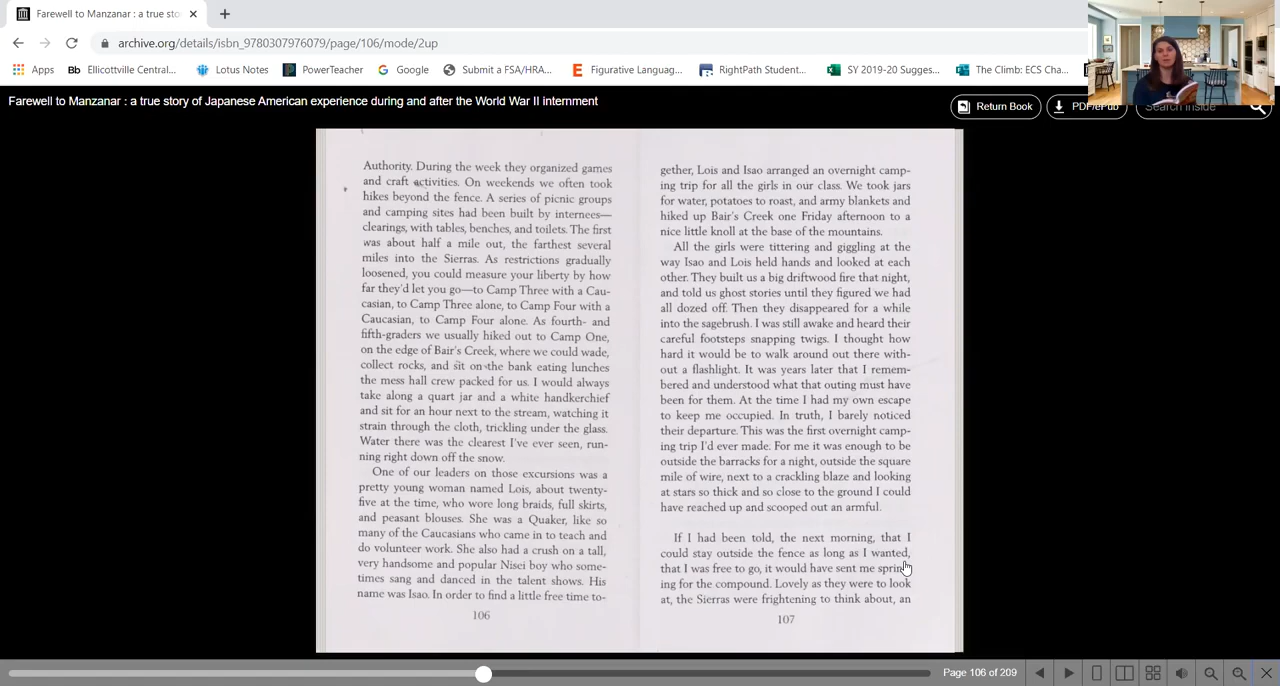 Farewell to Manzanar : a true sto
archive.org/details/isbn_9780307976079/page/106/mode/2up
Apps
Bb Ellicottville Central...
Lotus Notes
PowerTeacher
Google
Submit a FSA/HRA...
Figurative Languag...
RightPath Student...
SY 2019-20 Sugges...
The Climb: ECS Cha...
Farewell to Manzanar : a true story of Japanese American experience during and after the World War II internment
Return Book
PDF/ePub
Search inside
Authority. During the week they organized games
and craft activities. On weekends we often took
hikes beyond the fence. A series of picnic groups
and camping sites had been built by internees—
clearings, with tables, benches, and toilets. The first
was about half a mile out, the farthest several
miles into the Sierras. As restrictions gradually
loosened, you could measure your liberty by how
far they'd let you go—to Camp Three with a Cau-
casian, to Camp Three alone, to Camp Four with a
Caucasian, to Camp Four alone. As fourth- and
fifth-graders we usually hiked out to Camp One,
on the edge of Bair's Creek, where we could wade,
collect rocks, and sit on the bank eating lunches
the mess hall crew packed for us. I would always
take along a quart jar and a white handkerchief
and sit for an hour next to the stream, watching it
strain through the cloth, trickling under the glass.
Water there was the clearest I've ever seen, run-
ning right down off the snow.
One of our leaders on those excursions was a
pretty young woman named Lois, about twenty-
five at the time, who wore long braids, full skirts,
and peasant blouses. She was a Quaker, like so
many of the Caucasians who came in to teach and
do volunteer work. She also had a crush on a tall,
very handsome and popular Nisei boy who some-
times sang and danced in the talent shows. His
name was Isao. In order to find a little free time to-
106
gether, Lois and Isao arranged an overnight camp-
ing trip for all the girls in our class. We took jars
for water, potatoes to roast, and army blankets and
hiked up Bair's Creek one Friday afternoon to a
nice little knoll at the base of the mountains.
All the girls were tittering and giggling at the
way Isao and Lois held hands and looked at each
other. They built us a big driftwood fire that night,
and told us ghost stories until they figured we had
all dozed off. Then they disappeared for a while
into the sagebrush. I was still awake and heard their
careful footsteps snapping twigs. I thought how
hard it would be to walk around out there with-
out a flashlight. It was years later that I remem-
bered and understood what that outing must have
been for them. At the time I had my own escape
to keep me occupied. In truth, I barely noticed
their departure. This was the first overnight camp-
ing trip I'd ever made. For me it was enough to be
outside the barracks for a night, outside the square
mile of wire, next to a crackling blaze and looking
at stars so thick and so close to the ground I could
have reached up and scooped out an armful.
If I had been told, the next morning, that I
could stay outside the fence as long as I wanted,
that I was free to go, it would have sent me sprin
ing for the compound. Lovely as they were to look
at, the Sierras were frightening to think about, an
107
Page 106 of 209